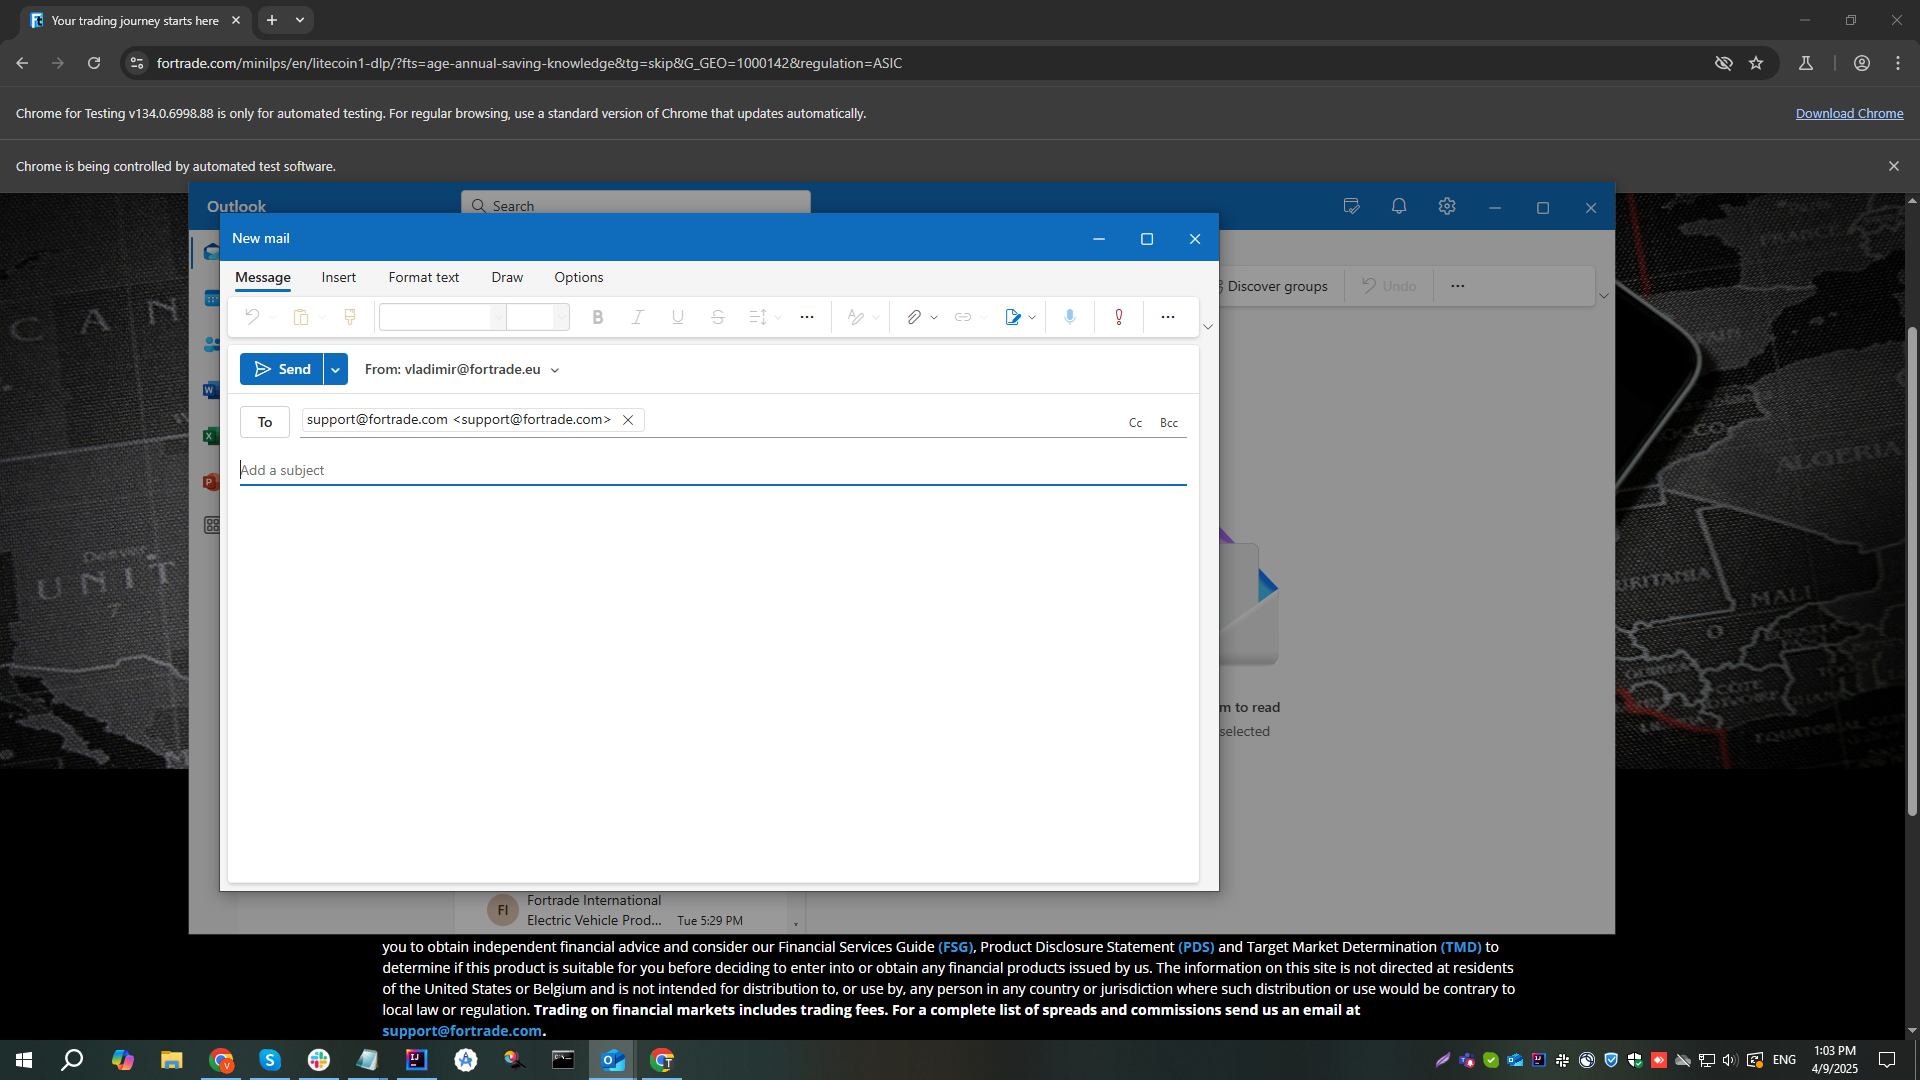 Your trading journey starts here
fortrade.com/minilps/en/litecoin1-dlp/?fts=age-annual-saving-knowledge&tg=skip&G_GEO=1000142&regulation=ASIC
Chrome for Testing v134.0.6998.88 is only for automated testing. For regular browsing, use a standard version of Chrome that updates automatically.
Download Chrome
Chrome is being controlled by automated test software.
Outlook
Search
New mail
Message
Insert
Format text
Draw
Options
Discover groups
Undo
Send
From: vladimir@fortrade.eu
To
support@fortrade.com <support@fortrade.com>
Cc
Bcc
Add a subject
m to read
selected
CAN
Denver
UNIT
ALGERIA
MALI
FI
Fortrade International
Electric Vehicle Prod...
Tue 5:29 PM
you to obtain independent financial advice and consider our Financial Services Guide (FSG), Product Disclosure Statement (PDS) and Target Market Determination (TMD) to
determine if this product is suitable for you before deciding to enter into or obtain any financial products issued by us. The information on this site is not directed at residents
of the United States or Belgium and is not intended for distribution to, or use by, any person in any country or jurisdiction where such distribution or use would be contrary to
local law or regulation. Trading on financial markets includes trading fees. For a complete list of spreads and commissions send us an email at
support@fortrade.com.
ENG
1:03 PM
4/9/2025